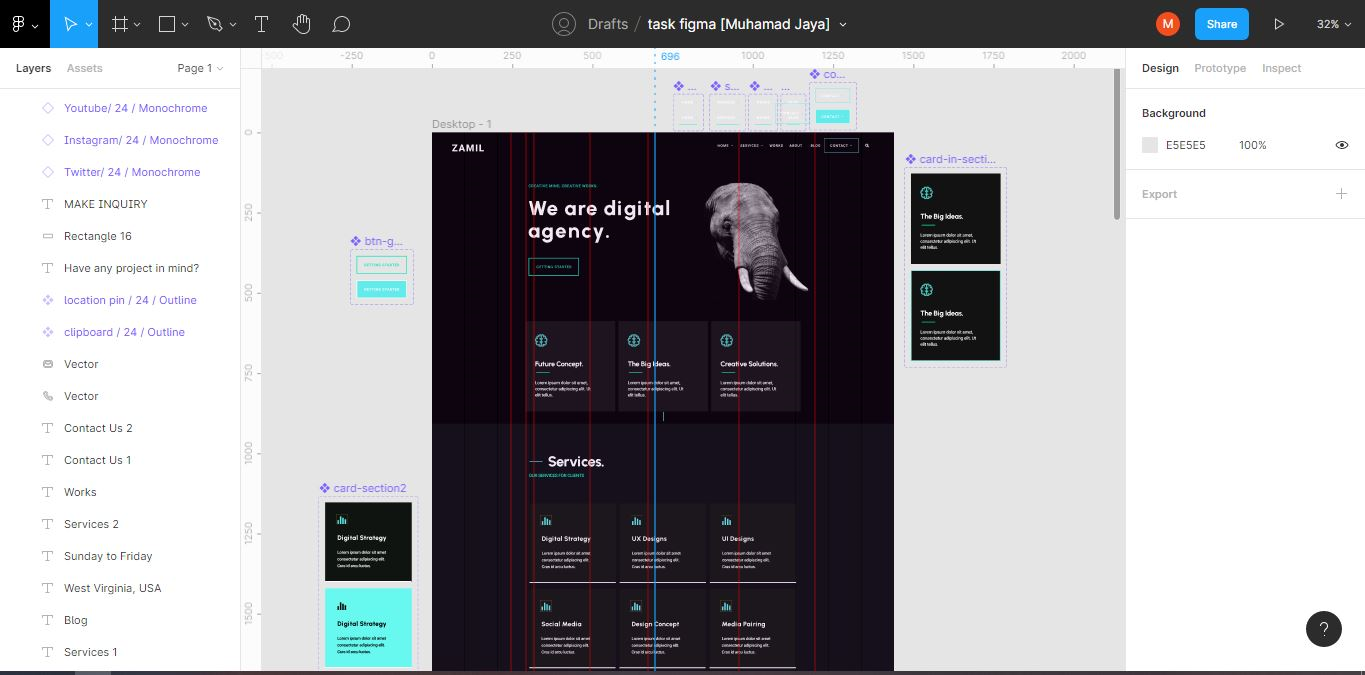 Drafts / task figma [Muhamad Jaya]
M
Share
32%
Layers
Assets
Page 1
Youtube/ 24 / Monochrome
Instagram/ 24 / Monochrome
Twitter/ 24 / Monochrome
MAKE INQUIRY
Rectangle 16
Have any project in mind?
location pin / 24 / Outline
clipboard / 24 / Outline
Vector
Vector
Contact Us 2
Contact Us 1
Works
Services 2
Sunday to Friday
West Virginia, USA
Blog
Services 1
-500
-250
0
250
500
696
1000
1250
1500
1750
2000
0
250
500
750
1000
1250
1500
...
s...
...
...
co...
CONTACT
Desktop - 1
ZAMIL
HOME
SERVICES
WORKS
ABOUT
BLOG
CONTACT
CREATIVE MIND, CREATIVE WORKS.
We are digital
agency.
GETTING STARTED
Future Concept.
Lorem ipsum dolor sit amet,
consectetur adipiscing elit. Ut
elit tellus.
The Big Ideas.
Lorem ipsum dolor sit amet,
consectetur adipiscing elit. Ut
elit tellus.
Creative Solutions.
Lorem ipsum dolor sit amet,
consectetur adipiscing elit. Ut
elit tellus.
Services.
OUR SERVICES FOR CLIENTS
Digital Strategy
Lorem ipsum dolor sit amet
consectetur adipiscing elit.
Cras id arcu luctus.
UX Designs
Lorem ipsum dolor sit amet
consectetur adipiscing elit.
Cras id arcu luctus.
UI Designs
Lorem ipsum dolor sit amet
consectetur adipiscing elit.
Cras id arcu luctus.
Social Media
Lorem ipsum dolor sit amet
consectetur adipiscing elit.
Cras id arcu luctus.
Design Concept
Lorem ipsum dolor sit amet
consectetur adipiscing elit.
Cras id arcu luctus.
Media Pairing
Lorem ipsum dolor sit amet
consectetur adipiscing elit.
Cras id arcu luctus.
btn-g...
GETTING STARTED
GETTING STARTED
card-section2
Digital Strategy
Lorem ipsum dolor sit amet
consectetur adipiscing elit.
Cras id arcu luctus.
Digital Strategy
Lorem ipsum dolor sit amet
consectetur adipiscing elit.
Cras id arcu luctus.
card-in-secti...
The Big Ideas.
Lorem ipsum dolor sit amet,
consectetur adipiscing elit. Ut
elit tellus.
The Big Ideas.
Lorem ipsum dolor sit amet,
consectetur adipiscing elit. Ut
elit tellus.
Design
Prototype
Inspect
Background
E5E5E5
100%
Export
?